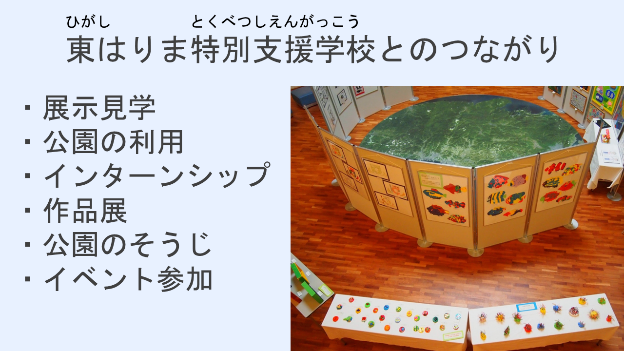 ひがし とくべつしえんがっこう
東はりま特別支援学校とのつながり
・展示見学
・公園の利用
・インターンシップ
・作品展
・公園のそうじ
・イベント参加